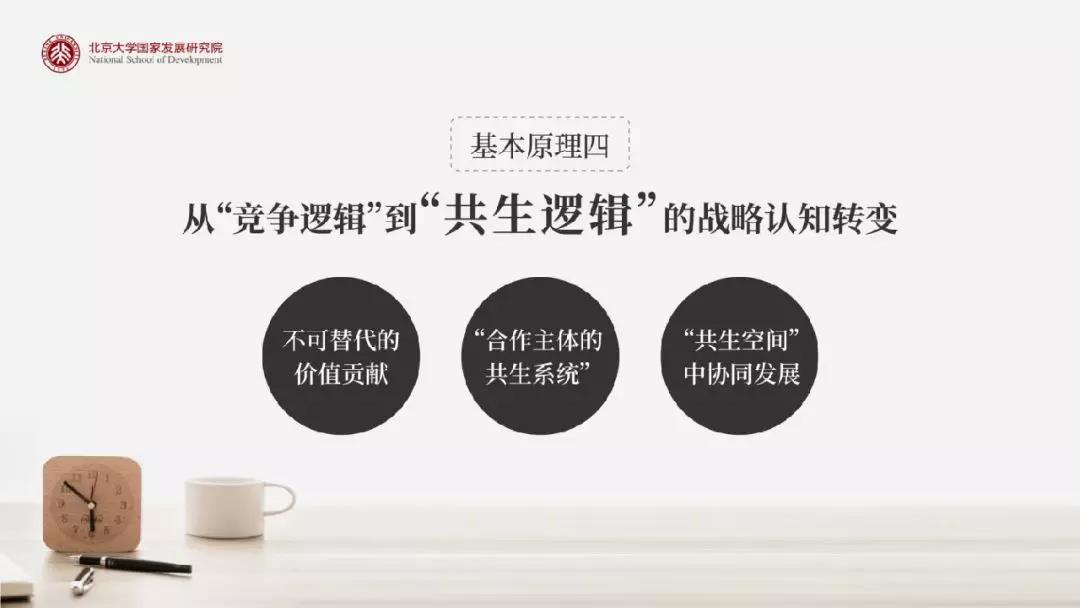 北京大学国家发展研究院
National School of Development
基本原理四
从“竞争逻辑”到“共生逻辑”的战略认知转变
不可替代的
价值贡献
“合作主体的
共生系统”
“共生空间”
中协同发展